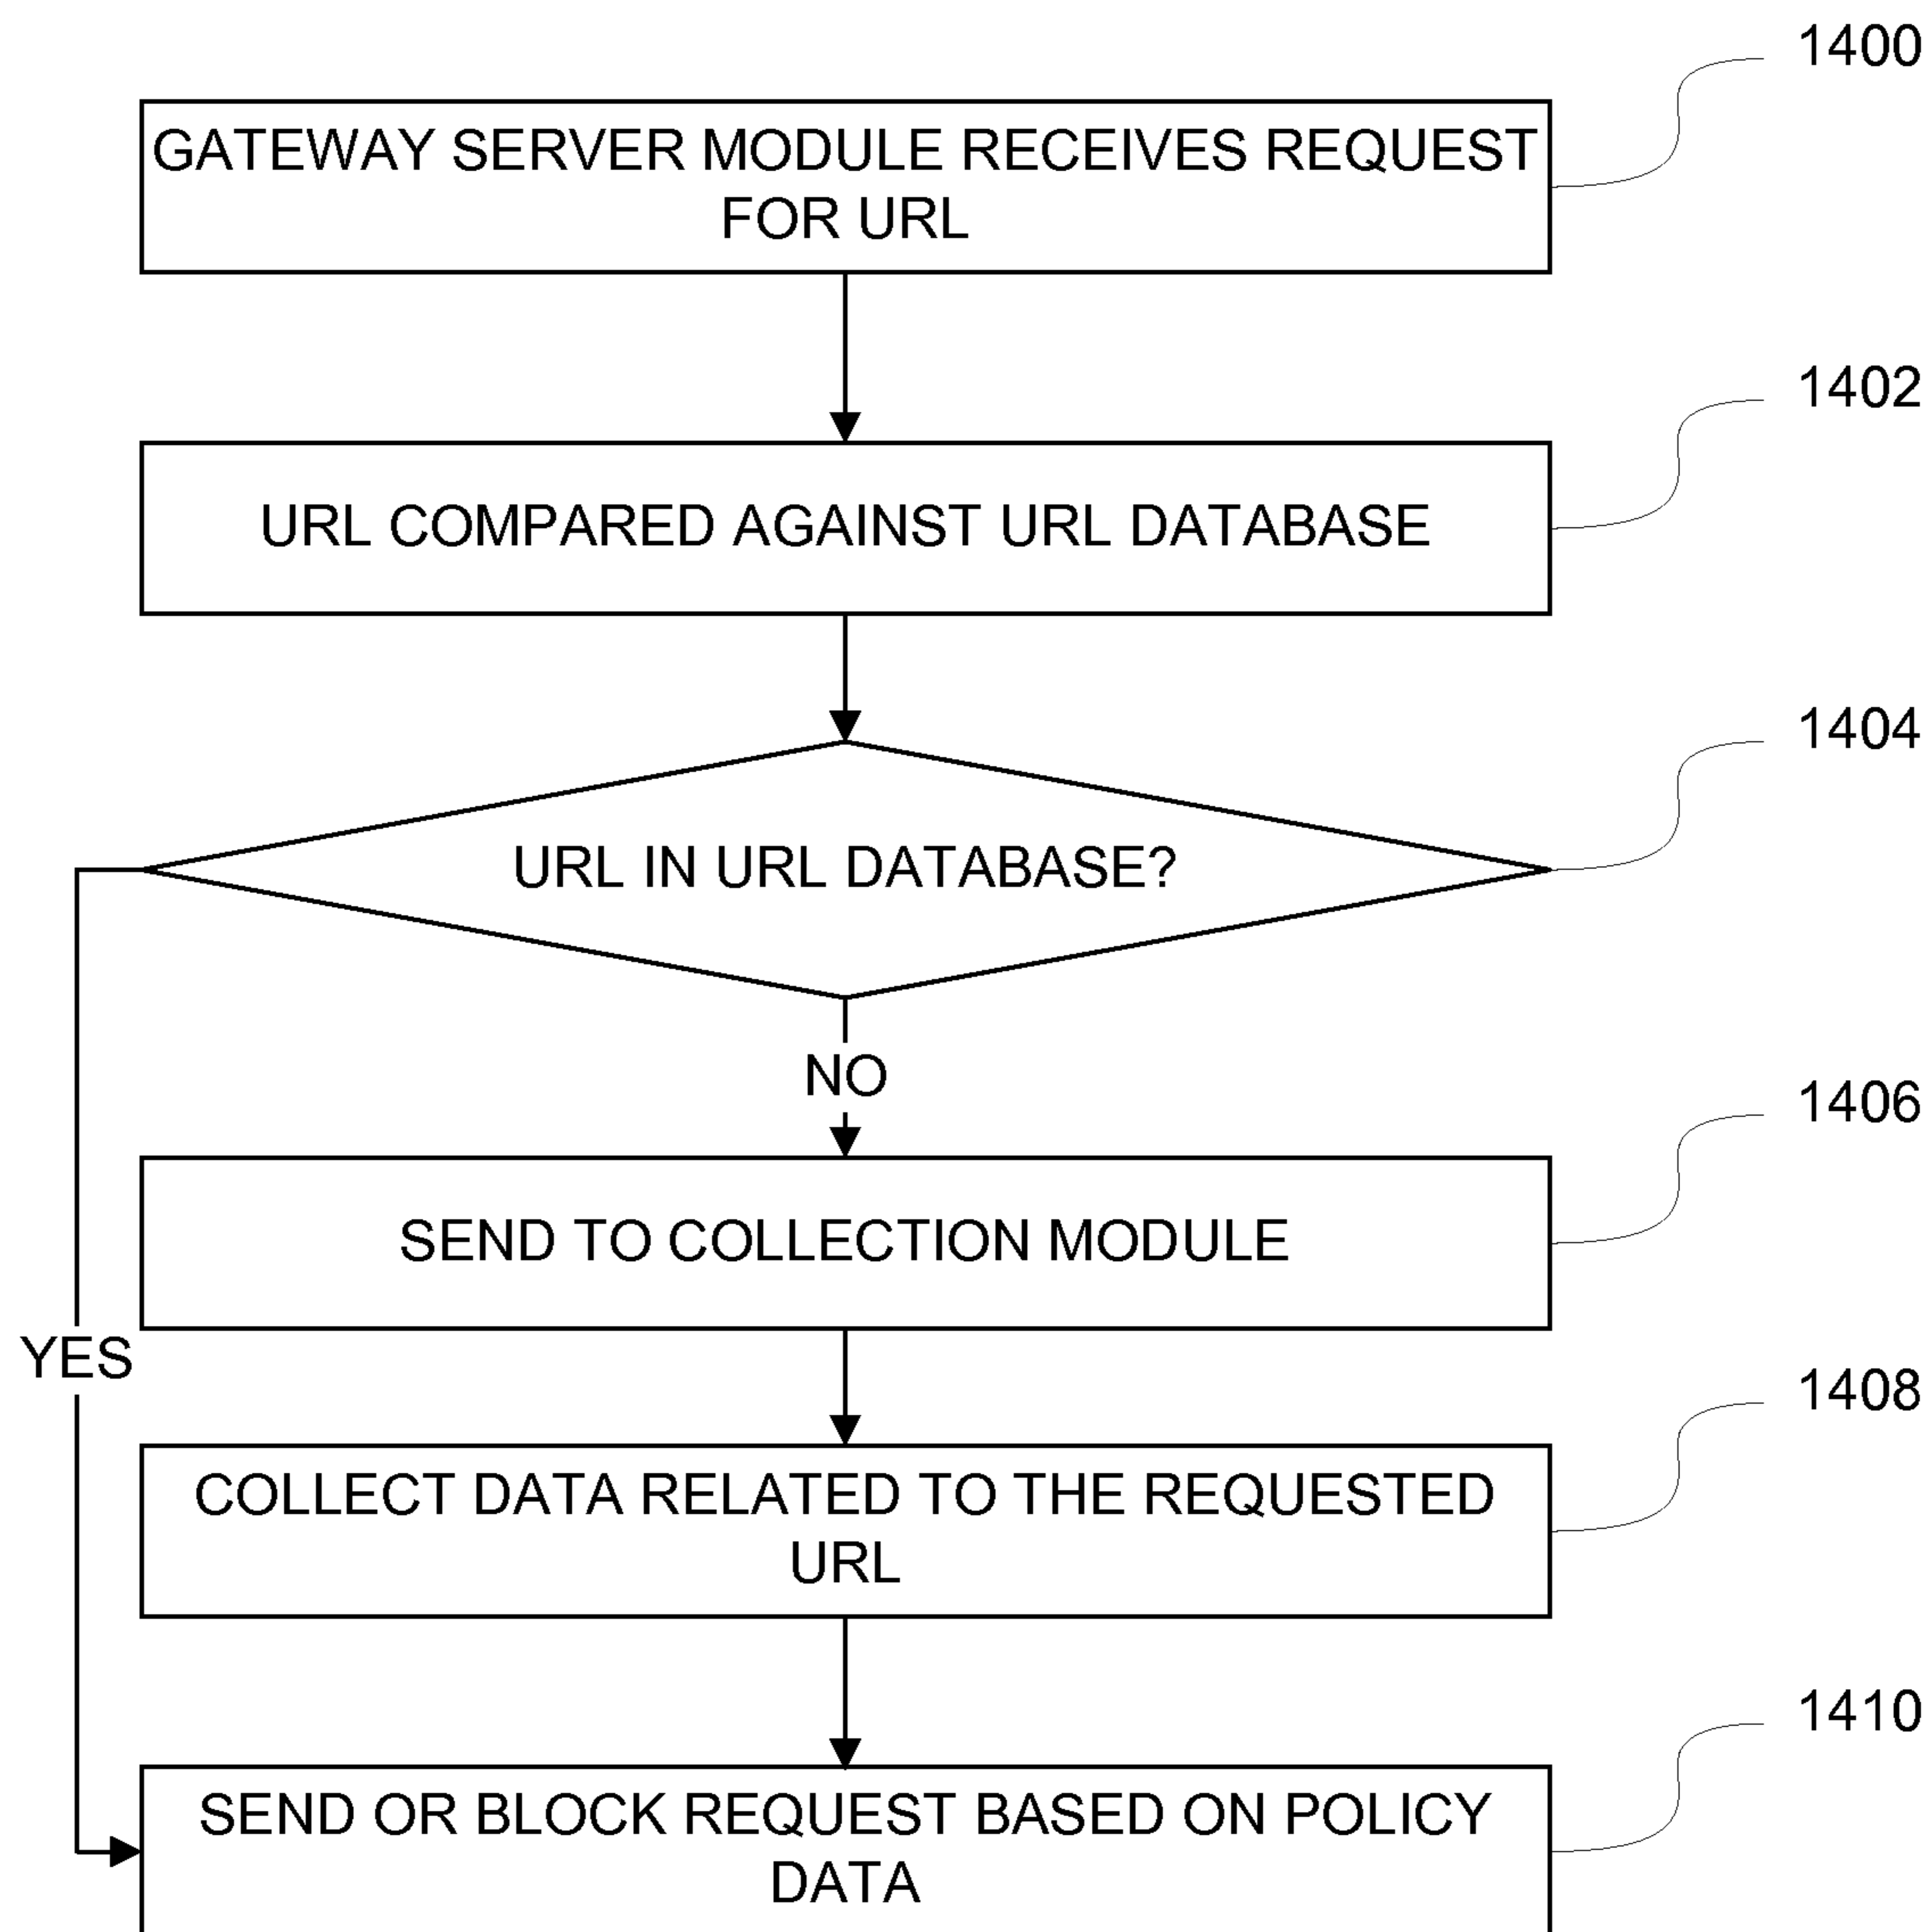 1400
GATEWAY SERVER MODULE RECEIVES REQUEST
FOR URL
1402
URL COMPARED AGAINST URL DATABASE
1404
URL IN URL DATABASE?
NO
1406
SEND TO COLLECTION MODULE
YES
1408
COLLECT DATA RELATED TO THE REQUESTED
URL
1410
SEND OR BLOCK REQUEST BASED ON POLICY
DATA